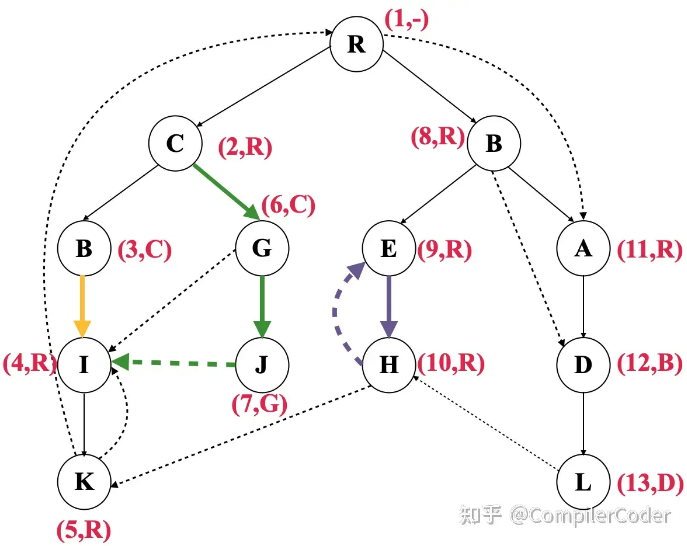 (1,-)
R
C
(2,R)
(8,R)
B
(6,C)
B
(3,C)
G
E
(9,R)
A
(11,R)
(4,R)
I
J
H
(10,R)
D
(12,B)
(7,G)
K
L
(13,D)
(5,R)
知乎 @CompilerCoder